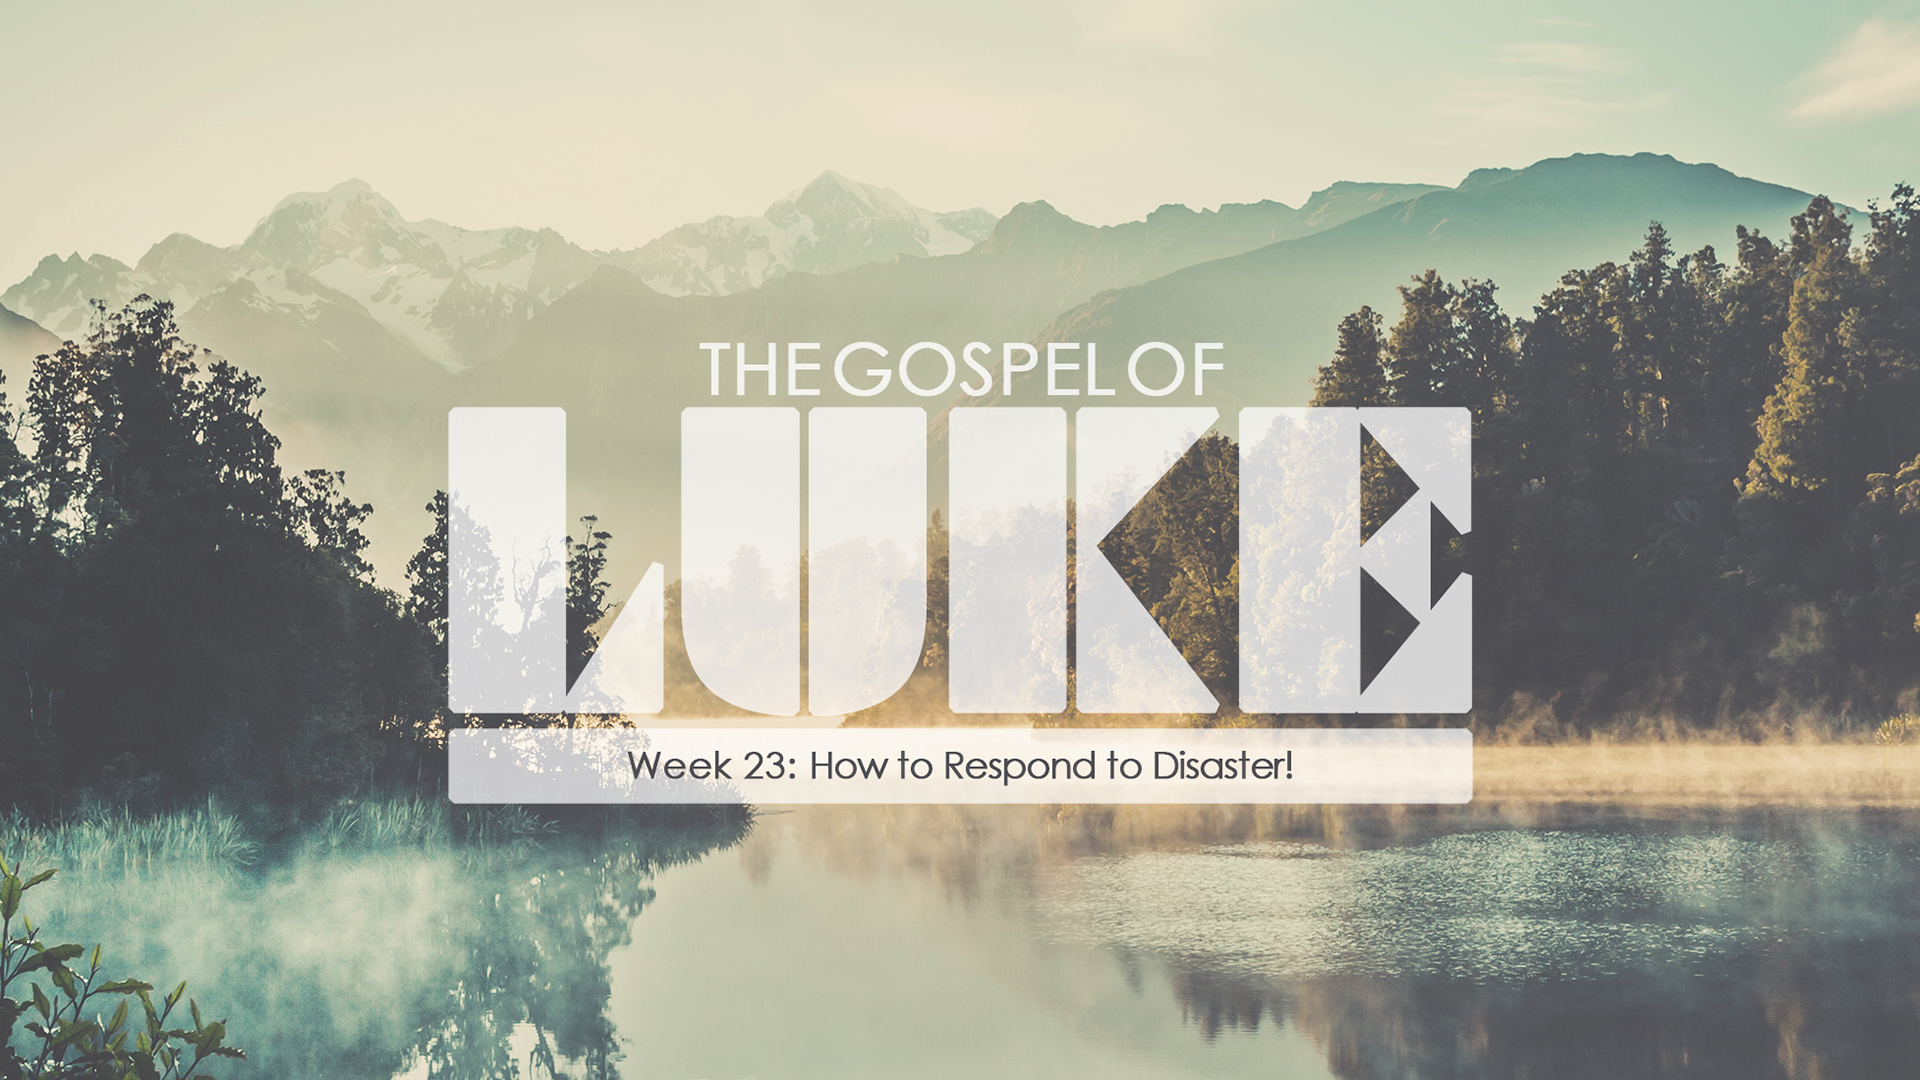 THE GOSPEL OF
LUKE
Week 23: How to Respond to Disaster!